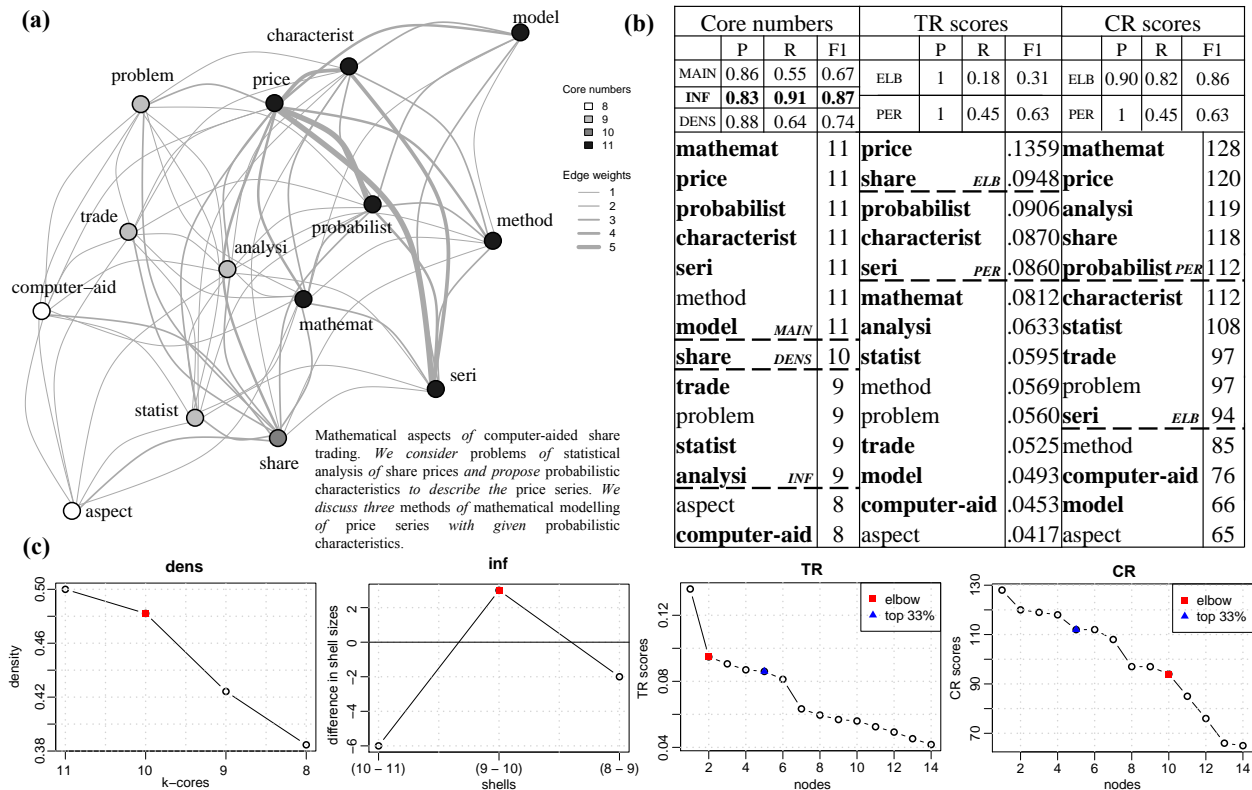 (a)
model
characterist
price
problem
Core numbers
8
9
10
11
Edge weights
1
2
3
4
5
trade
probabilist
method
analysi
computer−aid
mathemat
seri
statist
share
aspect
Mathematical aspects of computer-aided share
trading. We consider problems of statistical
analysis of share prices and propose probabilistic
characteristics to describe the price series. We
discuss three methods of mathematical modelling
of price series with given probabilistic
characteristics.
(b)
Core numbers TR scores CR scores
P R F1
MAIN 0.86 0.55 0.67
INF 0.83 0.91 0.87
DENS 0.88 0.64 0.74
P R F1
ELB 1 0.18 0.31
PER 1 0.45 0.63
P R F1
ELB 0.90 0.82 0.86
PER 1 0.45 0.63
mathemat 11 price .1359 mathemat 128
price 11 share ELB .0948 price 120
probabilist 11 probabilist .0906 analysi 119
characterist 11 characterist .0870 share 118
seri 11 seri PER .0860 probabilist PER 112
method 11 mathemat .0812 characterist 112
model MAIN 11 analysi .0633 statist 108
share DENS 10 statist .0595 trade 97
trade 9 method .0569 problem 97
problem 9 problem .0560 seri ELB 94
statist 9 trade .0525 method 85
analysi INF 9 model .0493 computer-aid 76
aspect 8 computer-aid .0453 model 66
computer-aid 8 aspect .0417 aspect 65
(c)
dens
density
0.50
0.46
0.42
0.38
11 10 9 8
k−cores
inf
difference in shell sizes
2
0
−2
−4
−6
(10 − 11) (9 − 10) (8 − 9)
shells
TR
elbow
top 33%
TR scores
0.12
0.08
0.04
2 4 6 8 10 12 14
nodes
CR
elbow
top 33%
CR scores
130
110
90
70
2 4 6 8 10 12 14
nodes